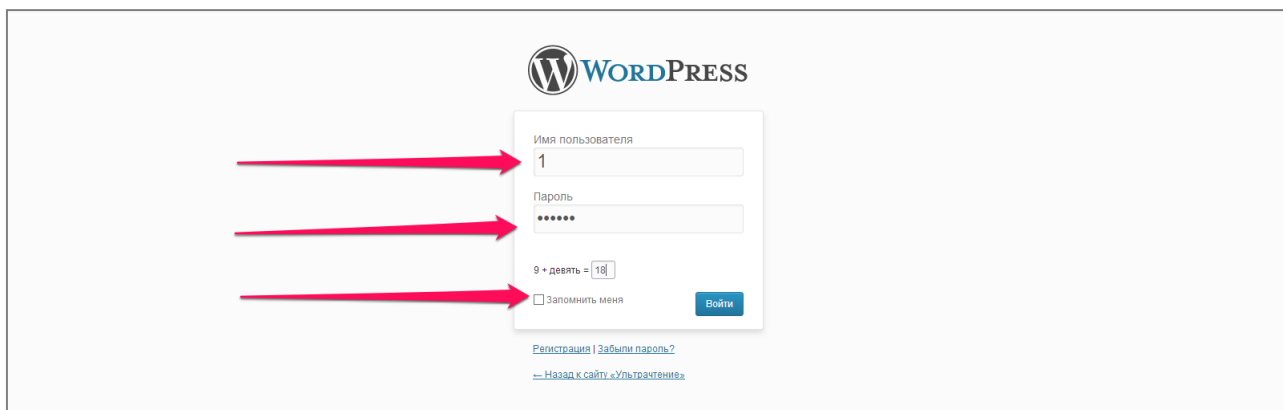 WORDPRESS
Имя пользователя
1
Пароль
••••••
9 + девять = 18
Запомнить меня
Войти
Регистрация | Забыли пароль?
← Назад к сайту «Ультрачтение»